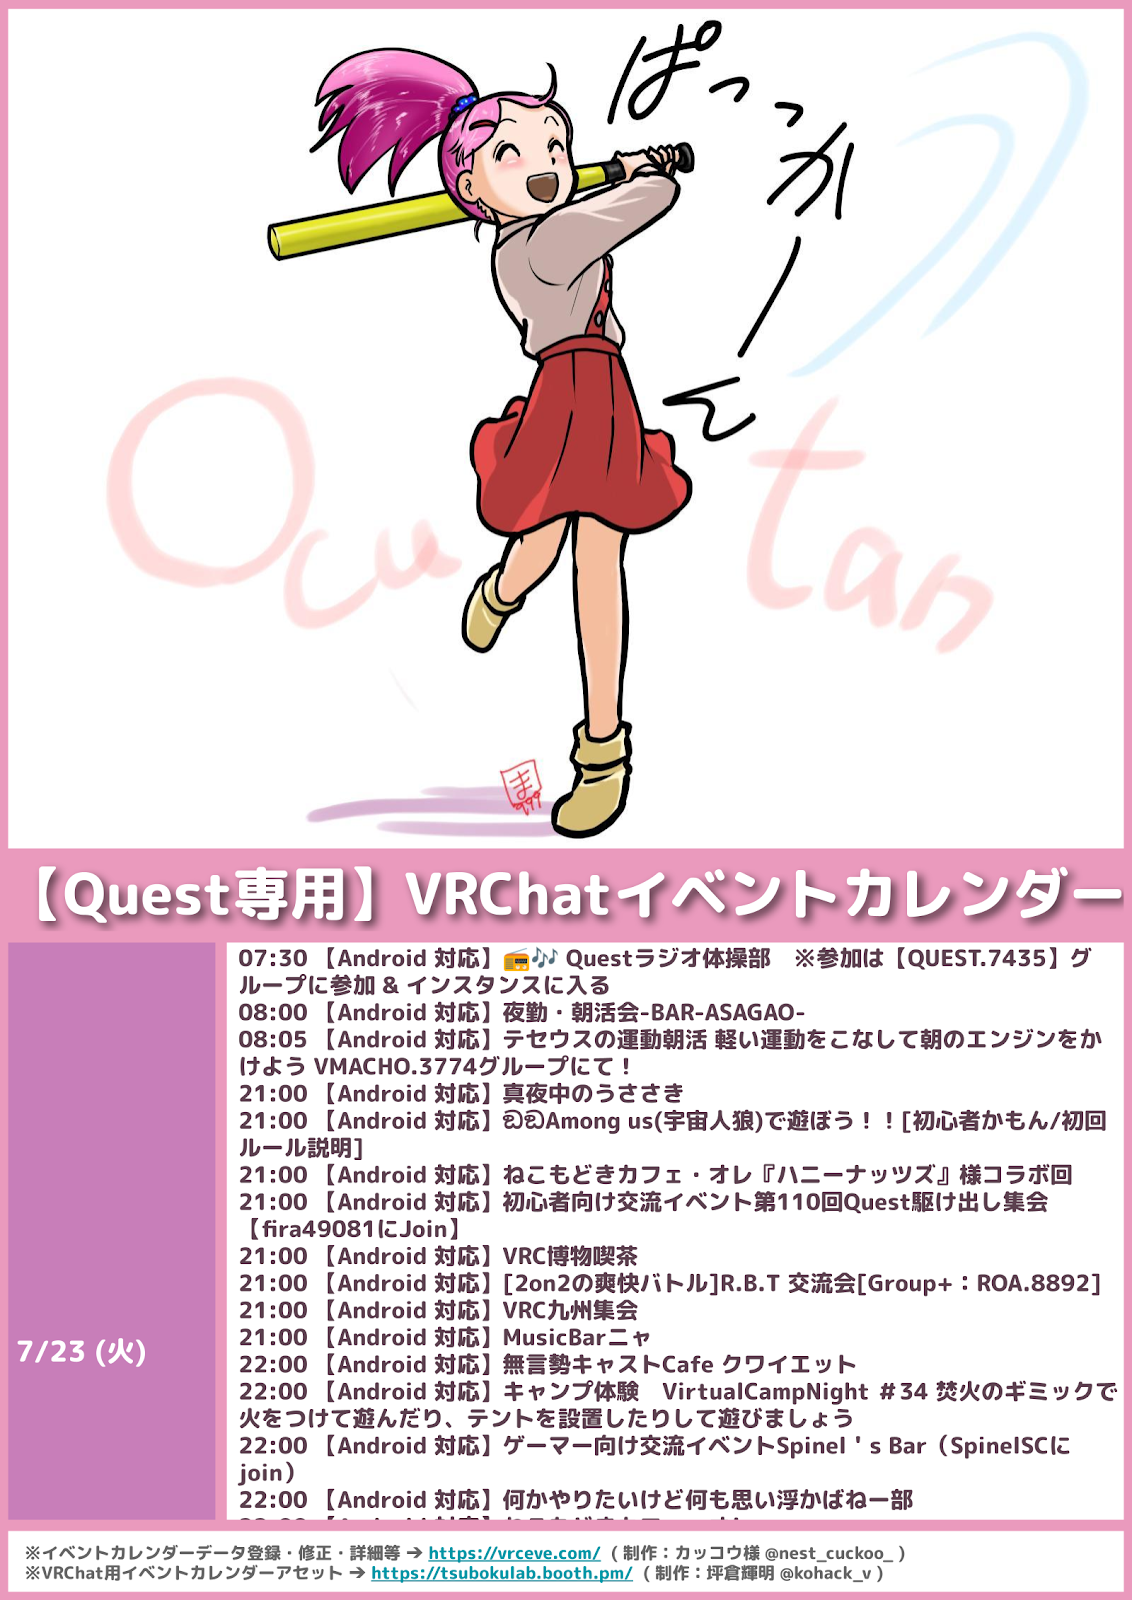 ぱっっかーん
Ocu tan
ま
999
【Quest専用】VRChatイベントカレンダー
7/23 (火)
07:30 【Android 対応】📻🎶 Questラジオ体操部　※参加は【QUEST.7435】グ
ループに参加 & インスタンスに入る
08:00 【Android 対応】夜勤・朝活会-BAR-ASAGAO-
08:05 【Android 対応】テセウスの運動朝活 軽い運動をこなして朝のエンジンをか
けよう VMACHO.3774グループにて！
21:00 【Android 対応】真夜中のうささき
21:00 【Android 対応】ඞඞAmong us(宇宙人狼)で遊ぼう！！[初心者かもん/初回
ルール説明]
21:00 【Android 対応】ねこもどきカフェ・オレ『ハニーナッツズ』様コラボ回
21:00 【Android 対応】初心者向け交流イベント第110回Quest駆け出し集会
【fira49081にJoin】
21:00 【Android 対応】VRC博物喫茶
21:00 【Android 対応】[2on2の爽快バトル]R.B.T 交流会[Group+：ROA.8892]
21:00 【Android 対応】VRC九州集会
21:00 【Android 対応】MusicBarニャ
22:00 【Android 対応】無言勢キャストCafe クワイエット
22:00 【Android 対応】キャンプ体験　VirtualCampNight ＃34 焚火のギミックで
火をつけて遊んだり、テントを設置したりして遊びましょう
22:00 【Android 対応】ゲーマー向け交流イベントSpinel＇s Bar（SpinelSCに
join）
22:00 【Android 対応】何かやりたいけど何も思い浮かばねー部
※イベントカレンダーデータ登録・修正・詳細等 ➔ https://vrceve.com/ ( 制作：カッコウ様 @nest_cuckoo_ )
※VRChat用イベントカレンダーアセット ➔ https://tsubokulab.booth.pm/ ( 制作：坪倉輝明 @kohack_v )